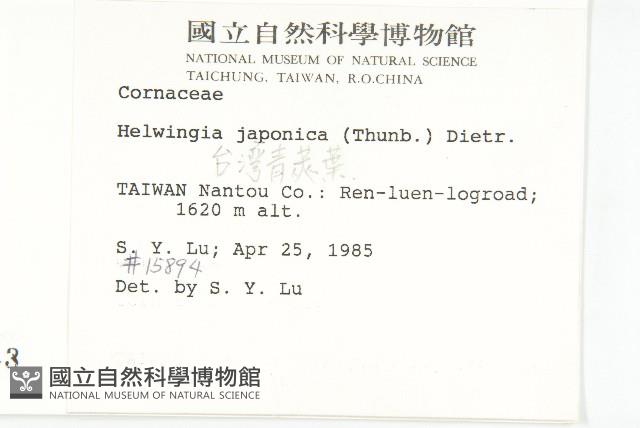 國立自然科學博物館
NATIONAL MUSEUM OF NATURAL SCIENCE
TAICHUNG, TAIWAN, R.O.CHINA
Cornaceae
Helwingia japonica (Thunb.) Dietr.
台灣青莢葉
TAIWAN Nantou Co.: Ren-luen-logroad;
1620 m alt.
S. Y. Lu; Apr 25, 1985
#15894
Det. by S. Y. Lu
3
國立自然科學博物館
NATIONAL MUSEUM OF NATURAL SCIENCE